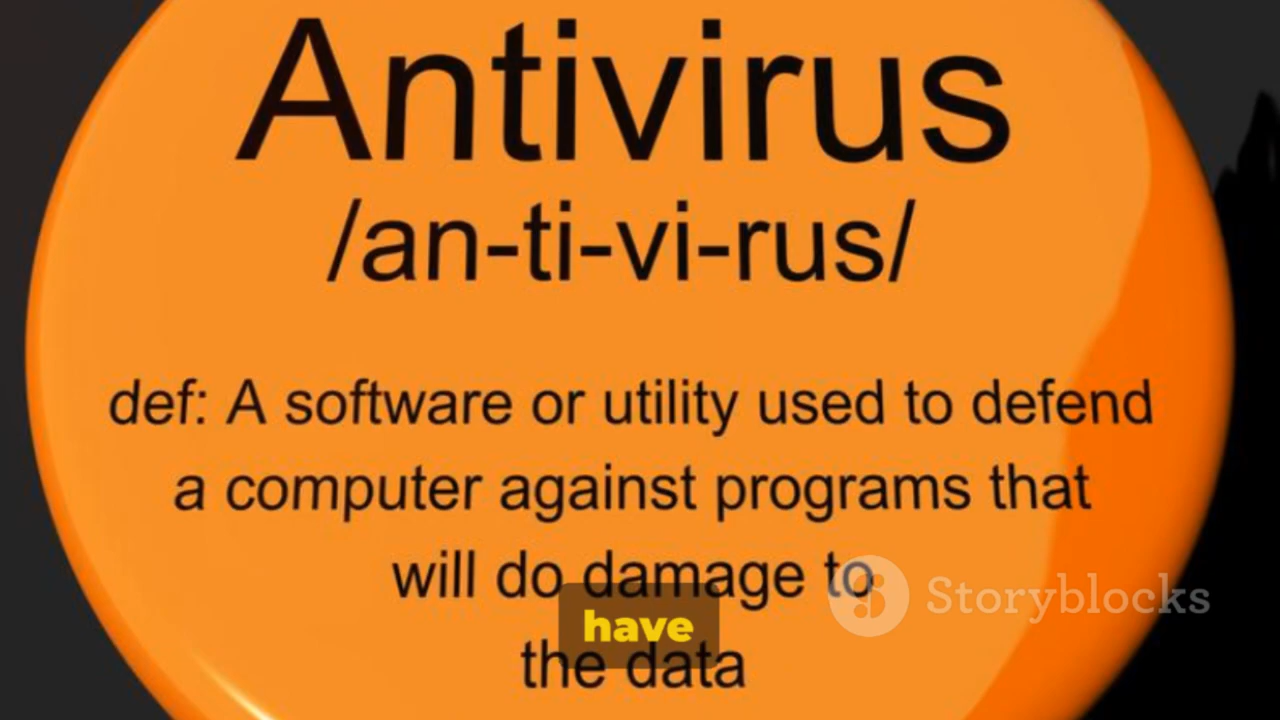 Antivirus
/an-ti-vi-rus/
def: A software or utility used to defend
a computer against programs that
will do damage to
Storyblocks
have
the data